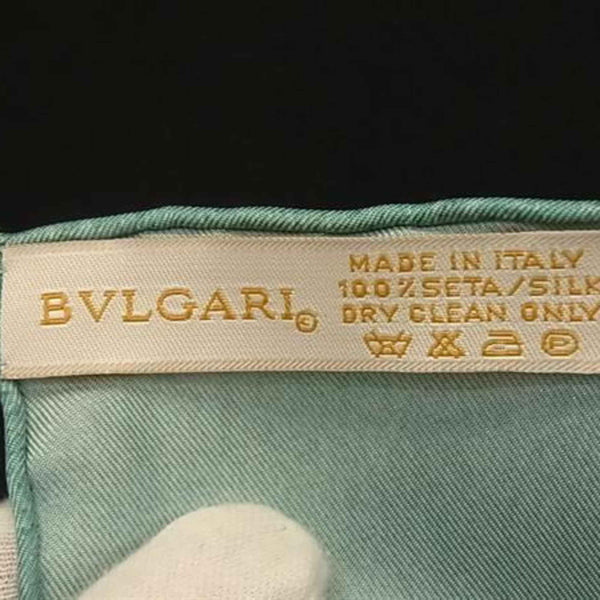 BVLGARI©
MADE IN ITALY
100% SETA/SILK
DRY CLEAN ONLY
P